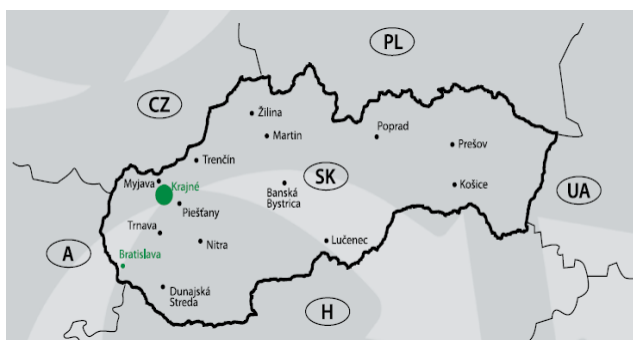 PL
CZ
Žilina
Martin
Poprad
Prešov
Trenčín
SK
Myjava
Krajné
Banská
Bystrica
Košice
UA
Piešťany
Trnava
Nitra
Lučenec
A
Bratislava
Dunajská
Streda
H